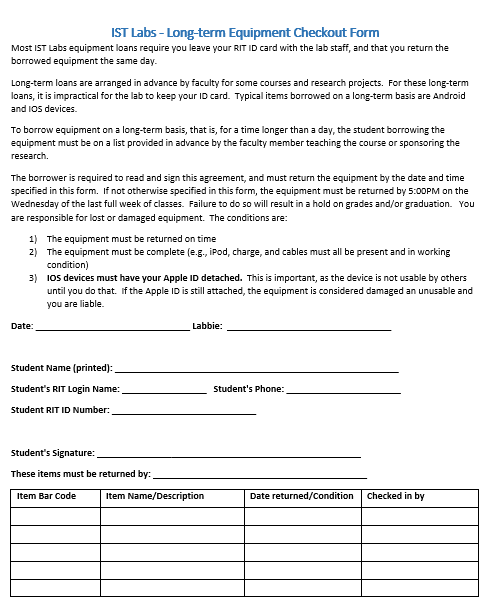 IST Labs - Long-term Equipment Checkout Form
Most IST Labs equipment loans require you leave your RIT ID card with the lab staff, and that you return the
borrowed equipment the same day.
Long-term loans are arranged in advance by faculty for some courses and research projects. For these long-term
loans, it is impractical for the lab to keep your ID card. Typical items borrowed on a long-term basis are Android
and IOS devices.
To borrow equipment on a long-term basis, that is, for a time longer than a day, the student borrowing the
equipment must be on a list provided in advance by the faculty member teaching the course or sponsoring the
research.
The borrower is required to read and sign this agreement, and must return the equipment by the date and time
specified in this form. If not otherwise specified in this form, the equipment must be returned by 5:00PM on the
Wednesday of the last full week of classes. Failure to do so will result in a hold on grades and/or graduation. You
are responsible for lost or damaged equipment. The conditions are:
1) The equipment must be returned on time
2) The equipment must be complete (e.g., iPod, charge, and cables must all be present and in working
condition)
3) IOS devices must have your Apple ID detached. This is important, as the device is not usable by others
until you do that. If the Apple ID is still attached, the equipment is considered damaged an unusable and
you are liable.
Date: ____________________ Labbie: ____________________
Student Name (printed): ____________________
Student's RIT Login Name: ____________________ Student's Phone: ____________________
Student RIT ID Number: ____________________
Student's Signature: ____________________
These items must be returned by: ____________________
Item Bar Code Item Name/Description Date returned/Condition Checked in by